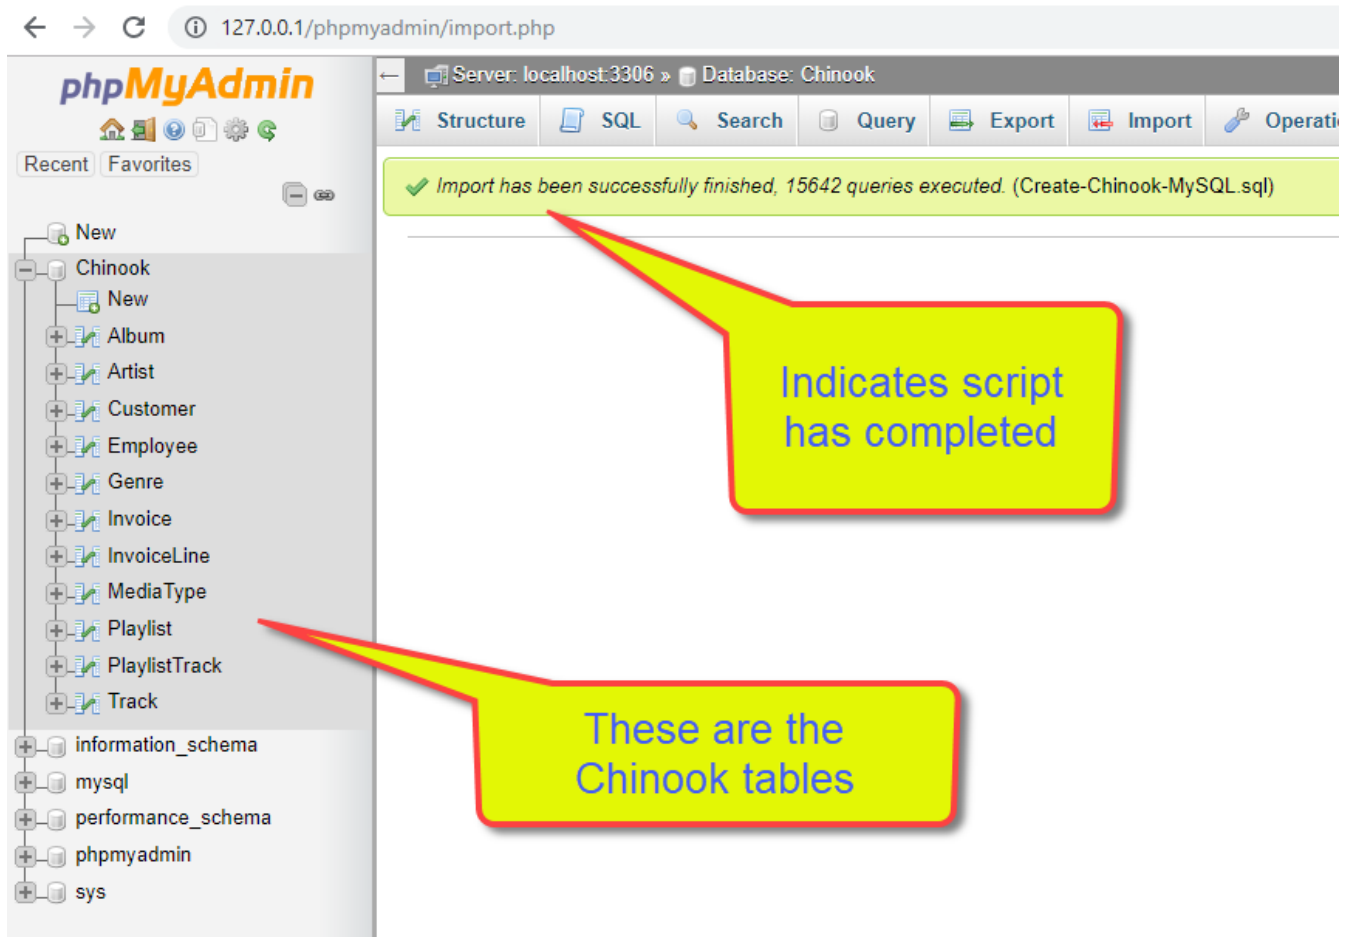 127.0.0.1/phpmyadmin/import.php
phpMyAdmin
Recent Favorites
New
Chinook
New
Album
Artist
Customer
Employee
Genre
Invoice
InvoiceLine
MediaType
Playlist
PlaylistTrack
Track
information_schema
mysql
performance_schema
phpmyadmin
sys
Server: localhost:3306 » Database: Chinook
Structure SQL Search Query Export Import Operati
Import has been successfully finished, 15642 queries executed. (Create-Chinook-MySQL.sql)
Indicates script
has completed
These are the
Chinook tables